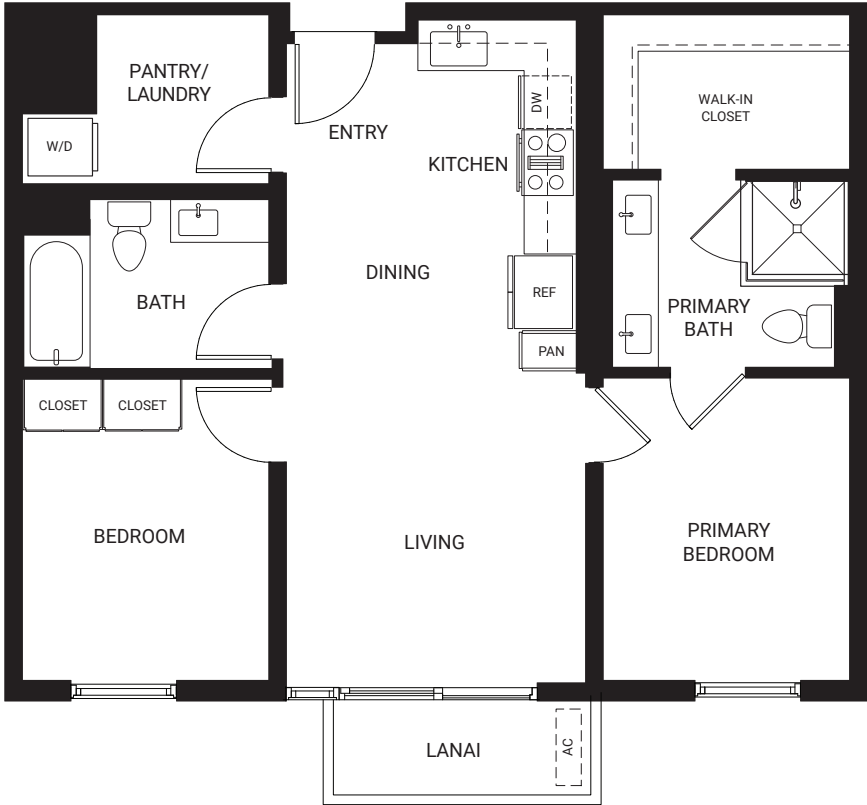 PANTRY/
LAUNDRY
W/D
ENTRY
KITCHEN
DW
WALK-IN
CLOSET
DINING
REF
PAN
BATH
PRIMARY
BATH
CLOSET
CLOSET
BEDROOM
LIVING
PRIMARY
BEDROOM
LANAI
AC